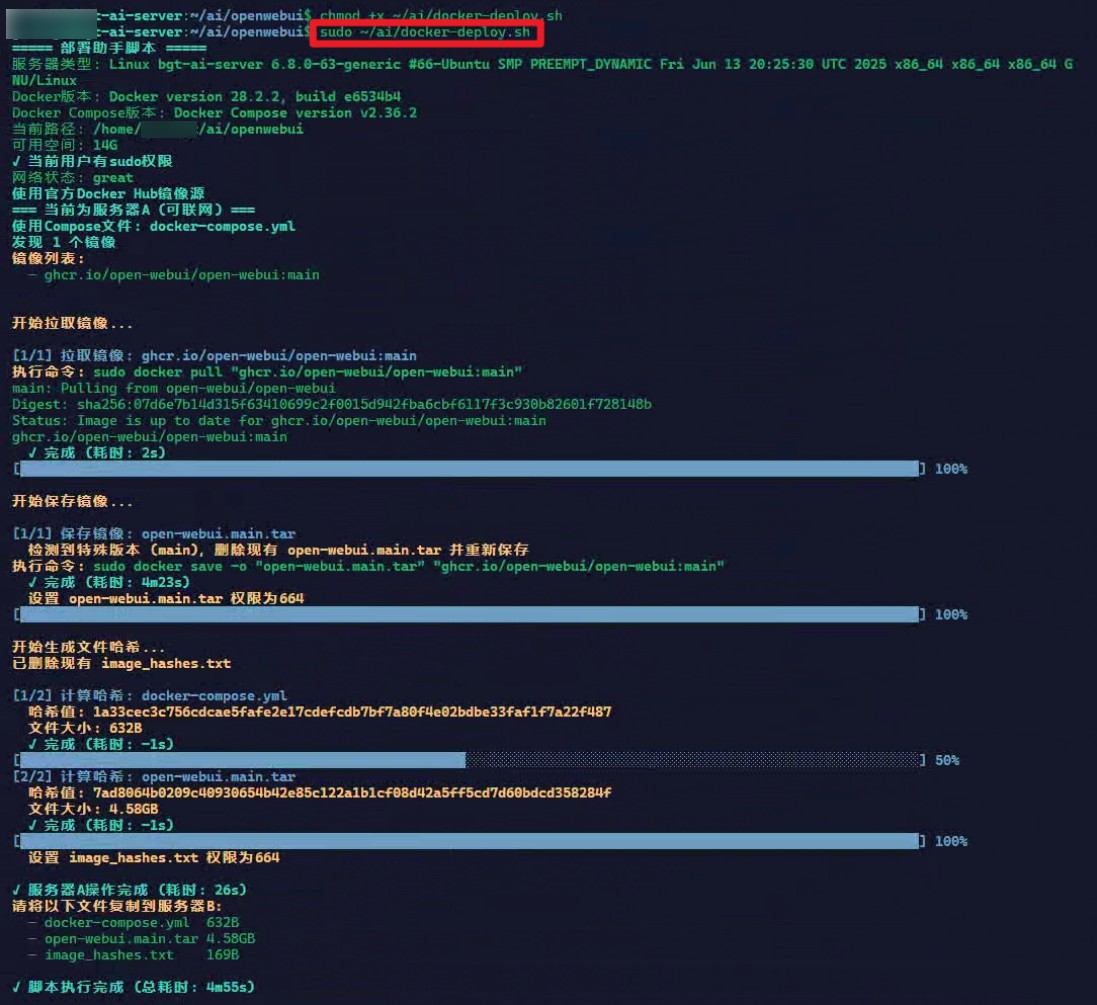 t-ai-server:~/ai/openwebui$ chmod +x ~/ai/docker-deploy.sh
t-ai-server:~/ai/openwebui$ sudo ~/ai/docker-deploy.sh
===== 部署助手脚本 =====
服务器类型: Linux bgt-ai-server 6.8.0-63-generic #66-Ubuntu SMP PREEMPT_DYNAMIC Fri Jun 13 20:25:30 UTC 2025 x86_64 x86_64 x86_64 G
NU/Linux
Docker版本: Docker version 28.2.2, build e6534b4
Docker Compose版本: Docker Compose version v2.36.2
当前路径: /home/ /ai/openwebui
可用空间: 14G
✓ 当前用户有sudo权限
网络状态: great
使用官方Docker Hub镜像源
=== 当前为服务器A (可联网) ===
使用Compose文件: docker-compose.yml
发现 1 个镜像
镜像列表:
- ghcr.io/open-webui/open-webui:main
开始拉取镜像...
[1/1] 拉取镜像: ghcr.io/open-webui/open-webui:main
执行命令: sudo docker pull "ghcr.io/open-webui/open-webui:main"
main: Pulling from open-webui/open-webui
Digest: sha256:07d6e7b14d315f63410699c2f0015d942fba6cbf6117f3c930b82601f728148b
Status: Image is up to date for ghcr.io/open-webui/open-webui:main
ghcr.io/open-webui/open-webui:main
✓ 完成 (耗时: 2s)
[ ] 100%
开始保存镜像...
[1/1] 保存镜像: open-webui.main.tar
检测到特殊版本 (main), 删除现有 open-webui.main.tar 并重新保存
执行命令: sudo docker save -o "open-webui.main.tar" "ghcr.io/open-webui/open-webui:main"
✓ 完成 (耗时: 4m23s)
设置 open-webui.main.tar 权限为664
[ ] 100%
开始生成文件哈希...
已删除现有 image_hashes.txt
[1/2] 计算哈希: docker-compose.yml
哈希值: 1a33cec3c756cdcae5fafe2e17cdefcdb7bf7a80f4e02bdbe33faf1f7a22f487
文件大小: 632B
✓ 完成 (耗时: -1s)
[ ] 50%
[2/2] 计算哈希: open-webui.main.tar
哈希值: 7ad8064b0209c40930654b42e85c122a1b1cf08d42a5ff5cd7d60bdcd358284f
文件大小: 4.58GB
✓ 完成 (耗时: -1s)
[ ] 100%
设置 image_hashes.txt 权限为664
✓ 服务器A操作完成 (耗时: 26s)
请将以下文件复制到服务器B:
- docker-compose.yml 632B
- open-webui.main.tar 4.58GB
- image_hashes.txt 169B
✓ 脚本执行完成 (总耗时: 4m55s)